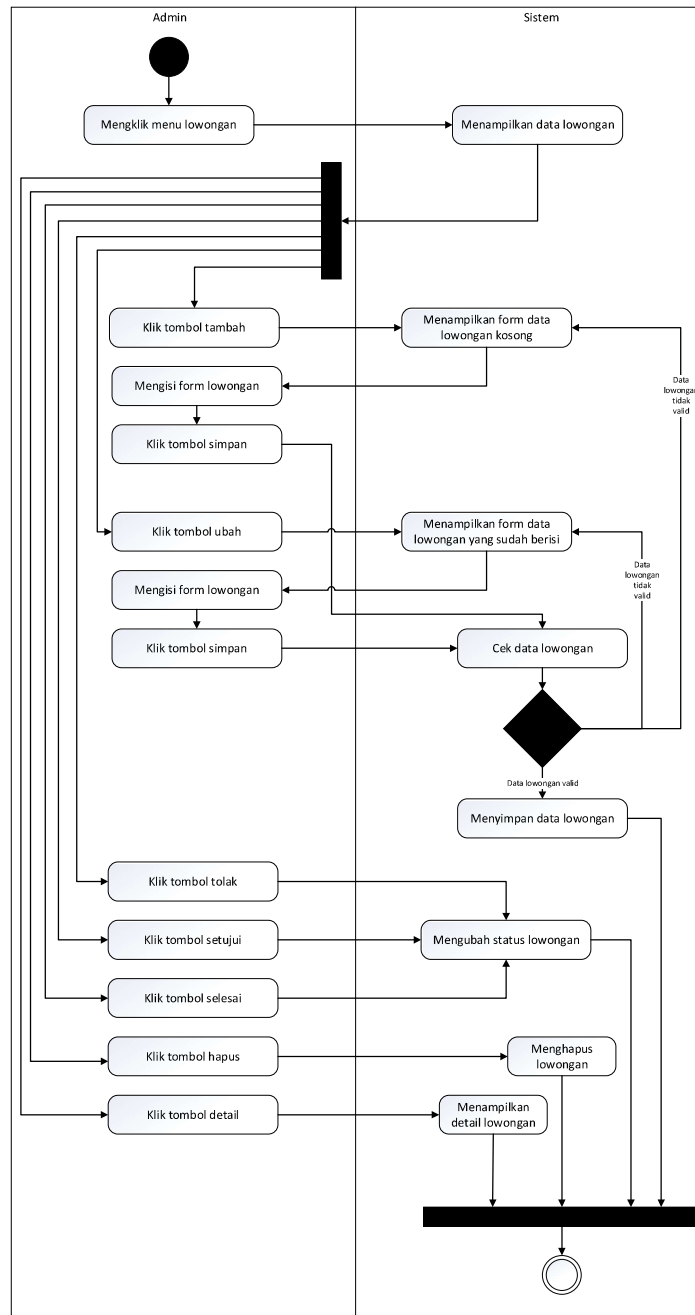 Admin
Sistem
Mengklik menu lowongan
Menampilkan data lowongan
Klik tombol tambah
Menampilkan form data
lowongan kosong
Data
lowongan
tidak
valid
Mengisi form lowongan
Klik tombol simpan
Klik tombol ubah
Menampilkan form data
lowongan yang sudah berisi
Data
lowongan
tidak
valid
Mengisi form lowongan
Klik tombol simpan
Cek data lowongan
Data lowongan valid
Menyimpan data lowongan
Klik tombol tolak
Klik tombol setujui
Mengubah status lowongan
Klik tombol selesai
Klik tombol hapus
Menghapus
lowongan
Klik tombol detail
Menampilkan
detail lowongan